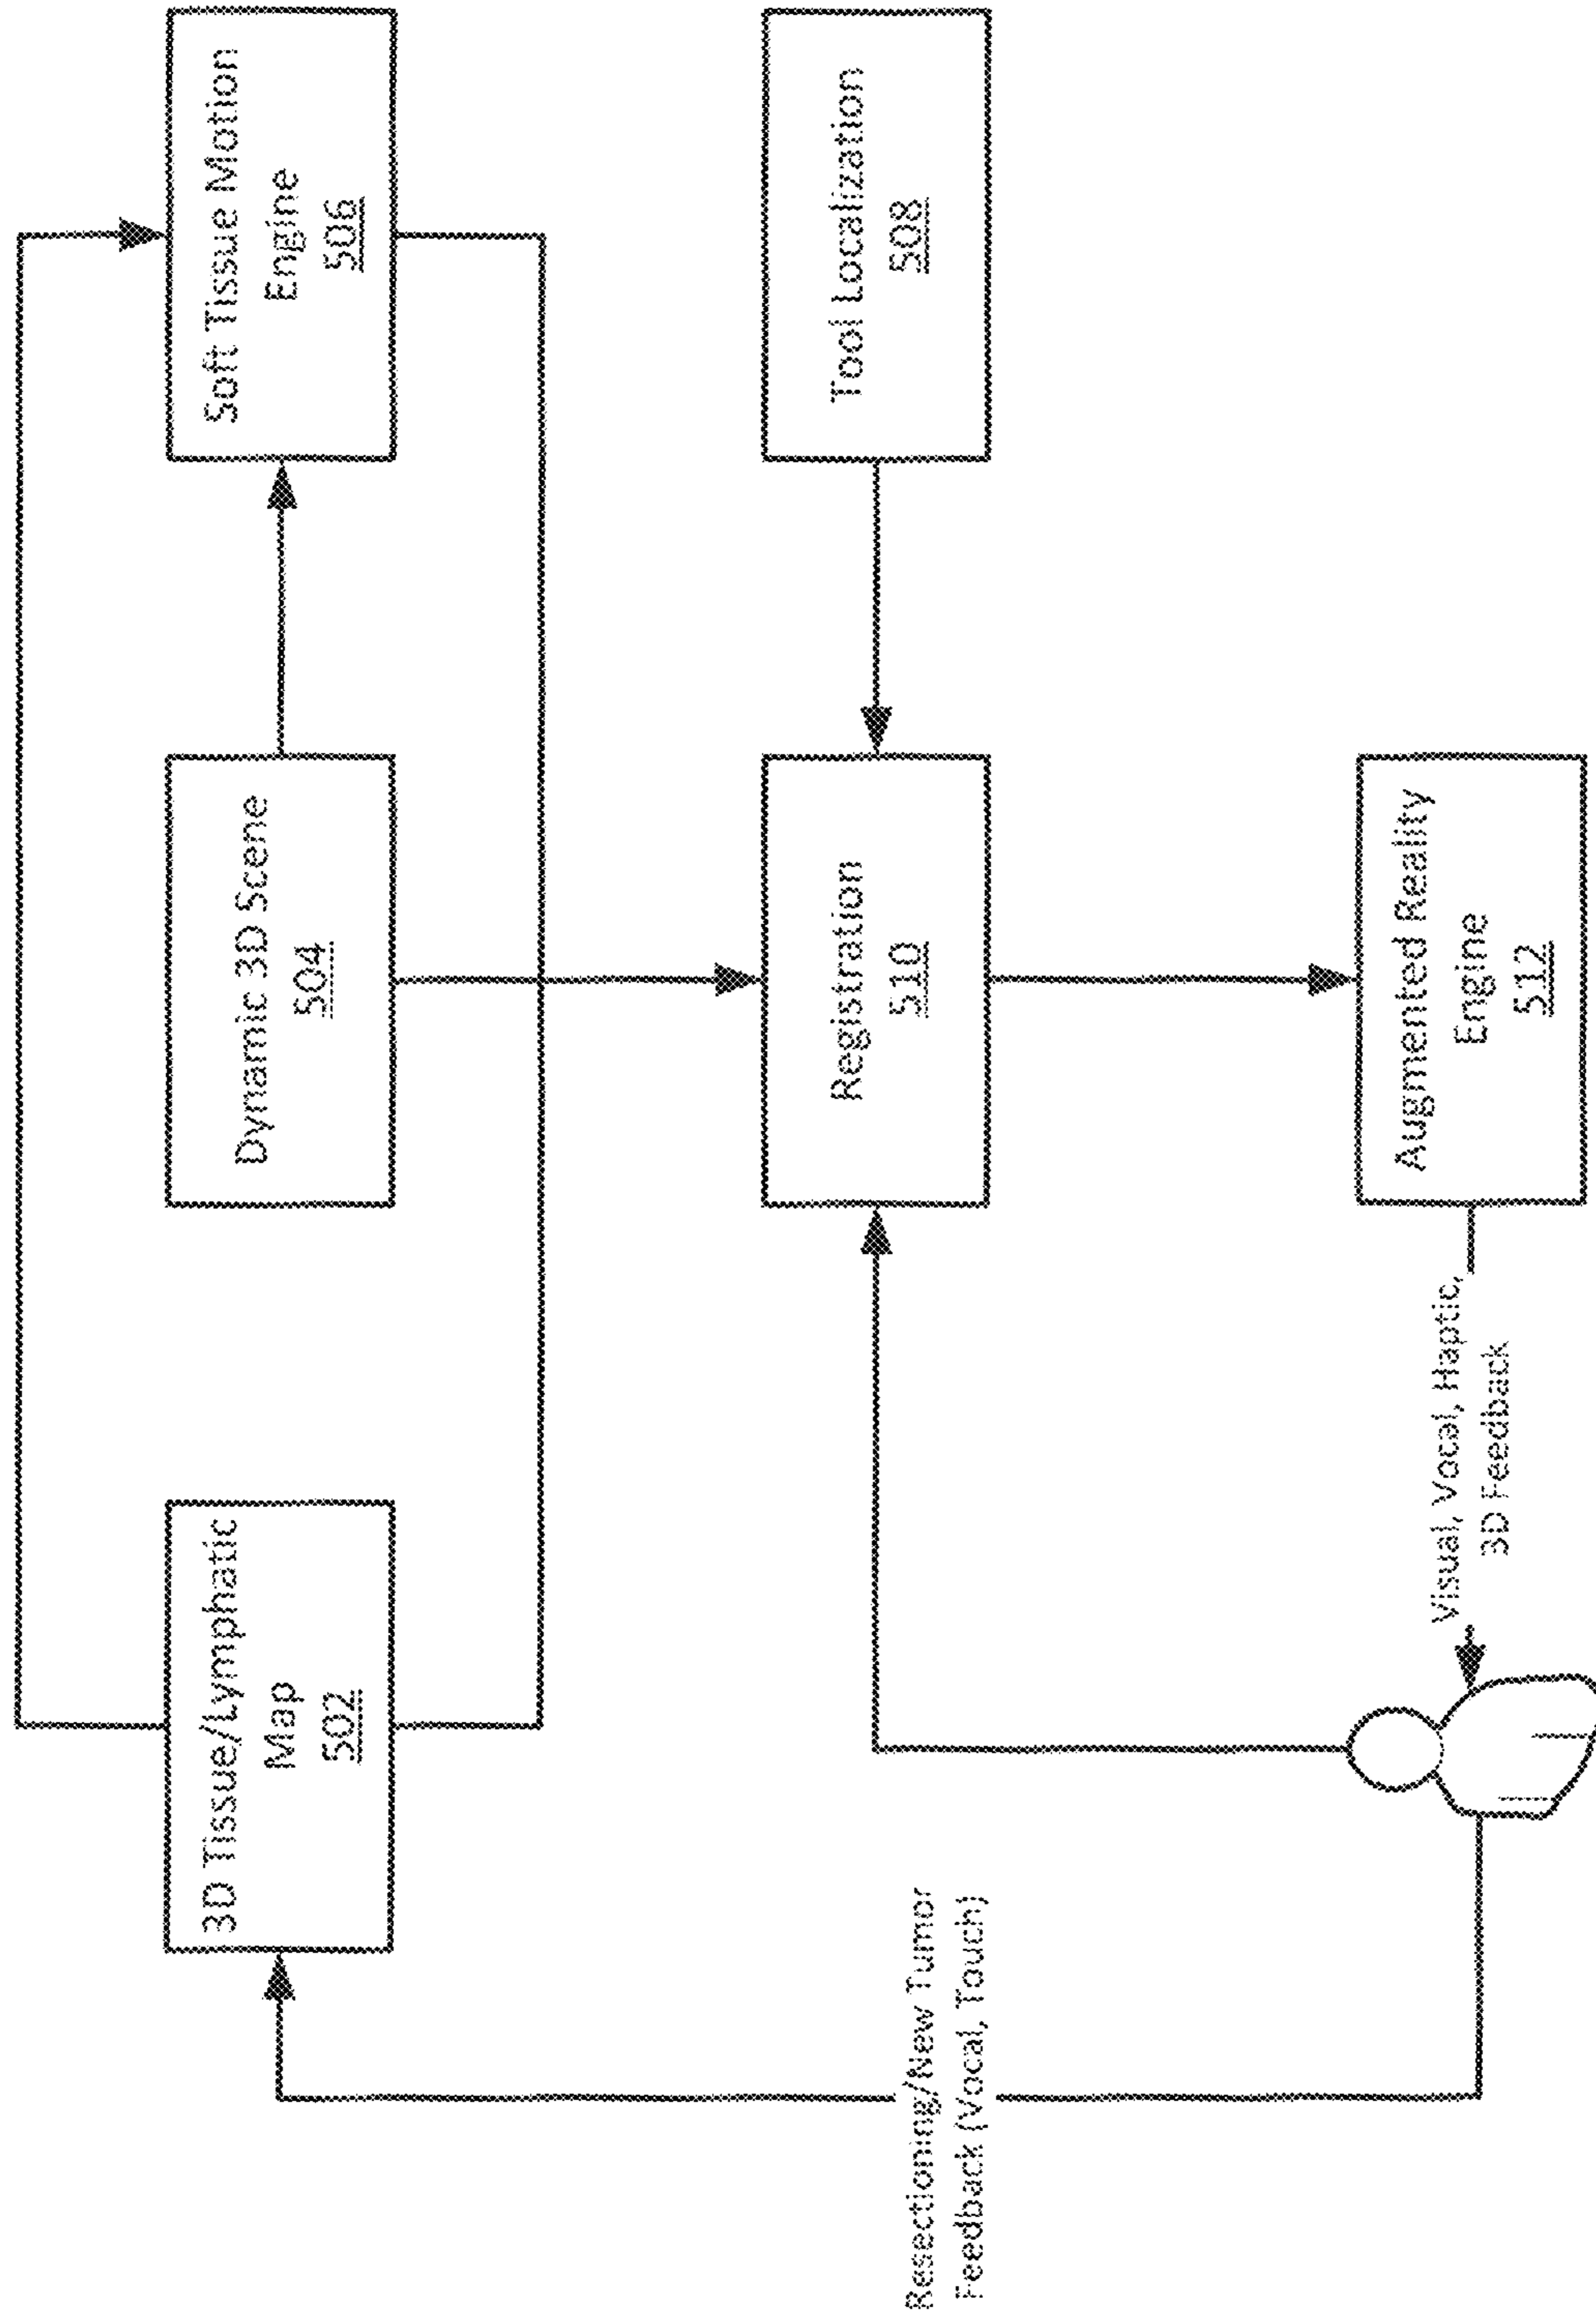 3D Tissue/Lymphatic
Map
502
Dynamic 3D Scene
504
Soft Tissue Motion
Engine
506
Resectioning/New Tumor
Feedback (Vocal, Touch)
Registration
510
Tool Localization
508
Visual, Vocal, Haptic,
3D Feedback
Augmented Reality
Engine
512